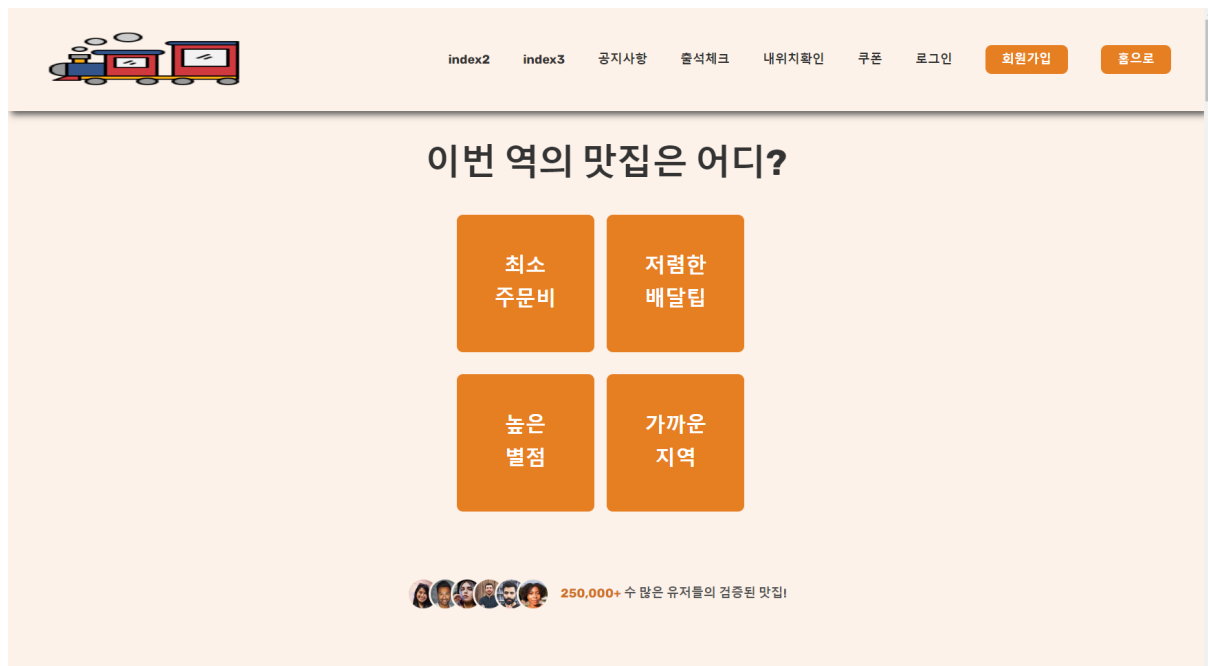 index2 index3 공지사항 출석체크 내위치확인 쿠폰 로그인 회원가입 홈으로
이번 역의 맛집은 어디?
최소
주문비
저렴한
배달팁
높은
별점
가까운
지역
250,000+ 수 많은 유저들의 검증된 맛집!